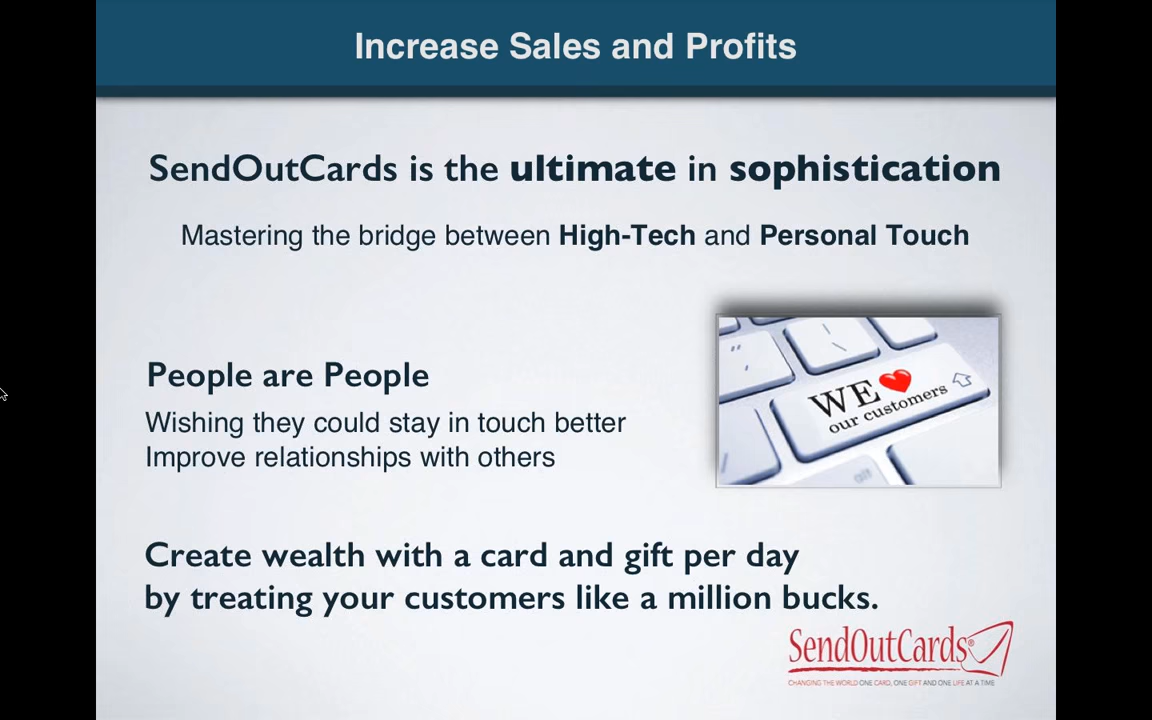 Increase Sales and Profits
SendOutCards is the ultimate in sophistication
Mastering the bridge between High-Tech and Personal Touch
People are People
Wishing they could stay in touch better
Improve relationships with others
WE
our customers
Create wealth with a card and gift per day
by treating your customers like a million bucks.
SendOutCards®
CHANGING THE WORLD ONE CARD, ONE GIFT AND ONE LIFE AT A TIME